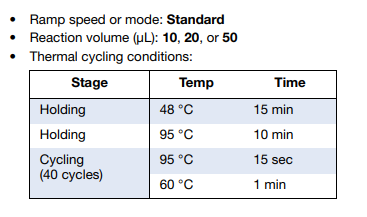 • Ramp speed or mode: Standard
• Reaction volume (µL): 10, 20, or 50
• Thermal cycling conditions:
Stage Temp Time
Holding 48 °C 15 min
Holding 95 °C 10 min
Cycling 95 °C 15 sec
(40 cycles)
60 °C 1 min